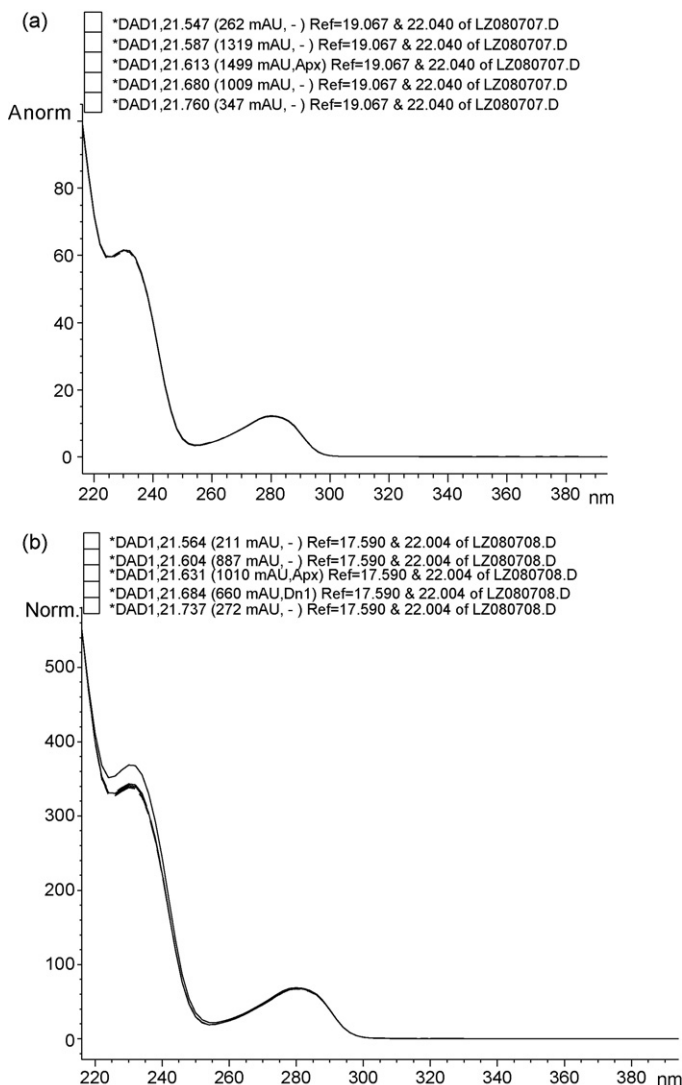 (a)
*DAD1,21.547 (262 mAU, - ) Ref=19.067 & 22.040 of LZ080707.D
*DAD1,21.587 (1319 mAU, - ) Ref=19.067 & 22.040 of LZ080707.D
*DAD1,21.613 (1499 mAU,Apx) Ref=19.067 & 22.040 of LZ080707.D
*DAD1,21.680 (1009 mAU, - ) Ref=19.067 & 22.040 of LZ080707.D
*DAD1,21.760 (347 mAU, - ) Ref=19.067 & 22.040 of LZ080707.D
Anorm
80
60
40
20
0
220 240 260 280 300 320 340 360 380 nm
(b)
*DAD1,21.564 (211 mAU, - ) Ref=17.590 & 22.004 of LZ080708.D
*DAD1,21.604 (887 mAU, - ) Ref=17.590 & 22.004 of LZ080708.D
*DAD1,21.631 (1010 mAU,Apx) Ref=17.590 & 22.004 of LZ080708.D
*DAD1,21.684 (660 mAU,Dn1) Ref=17.590 & 22.004 of LZ080708.D
*DAD1,21.737 (272 mAU, - ) Ref=17.590 & 22.004 of LZ080708.D
Norm.
500
400
300
200
100
0
220 240 260 280 300 320 340 360 380 nm